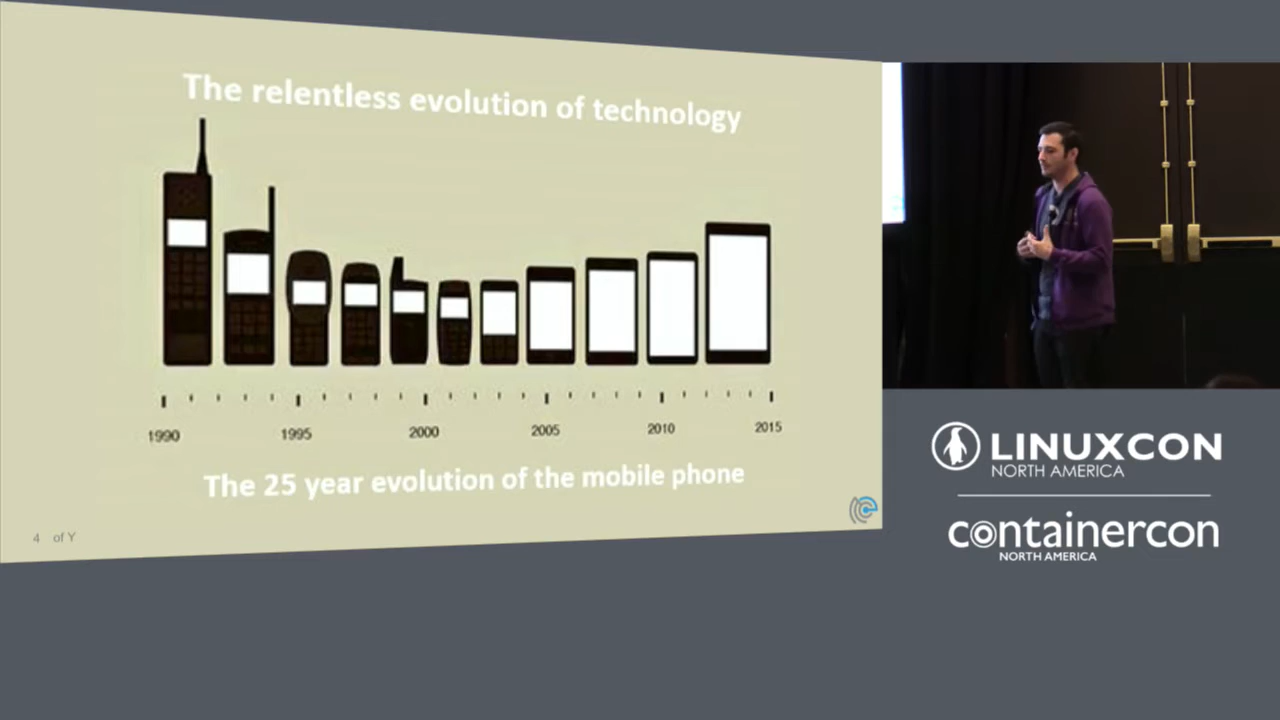 The relentless evolution of technology
1990 1995 2000 2005 2010 2015
The 25 year evolution of the mobile phone
4 of Y
LINUXCON
NORTH AMERICA
containercon
NORTH AMERICA